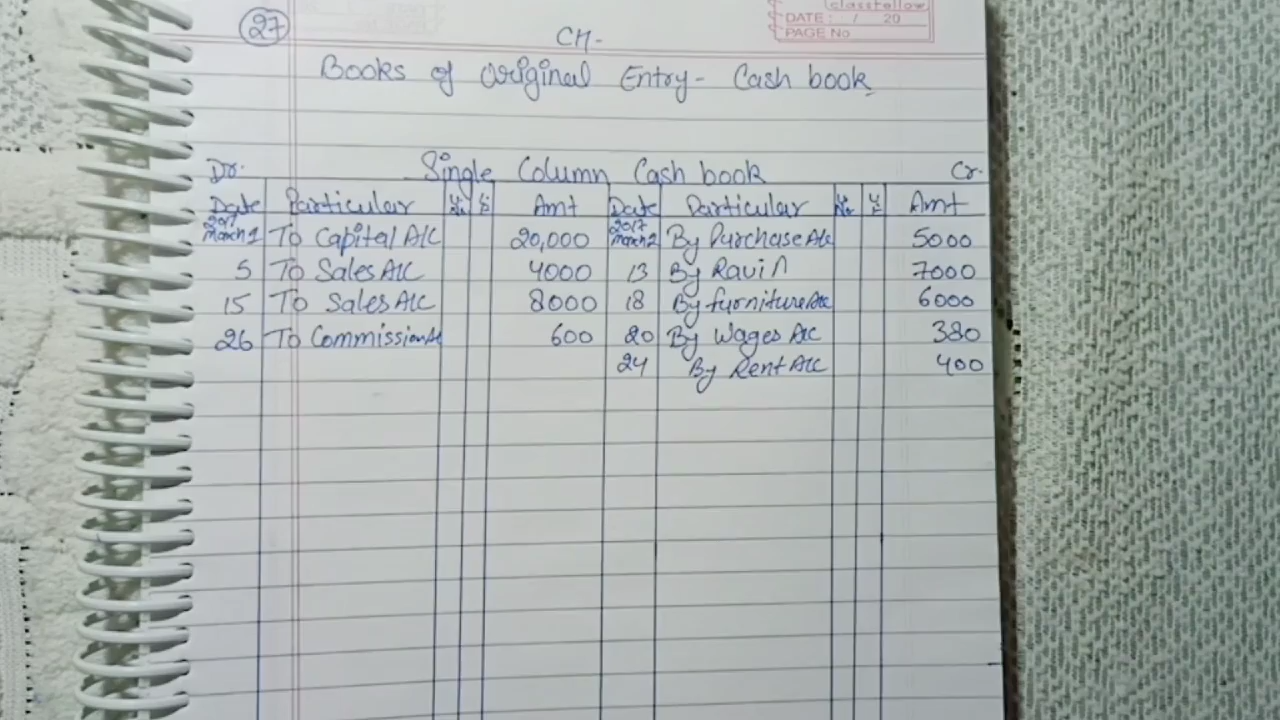 classfellow
DATE: / 20
PAGE No
27
CH-
Books of Original Entry- Cash book
Dr. Single Column Cash book Cr.
Date Particular Amt Date Particular Amt
2017 March 1 To Capital A/C 20,000 2017 March 2 By Purchase A/c 5000
5 To Sales A/C 4000 13 By Ravi 7000
15 To Sales A/C 8000 18 By furniture A/c 6000
26 To Commission A/c 600 20 By Wages A/C 380
24 By Rent A/C 400